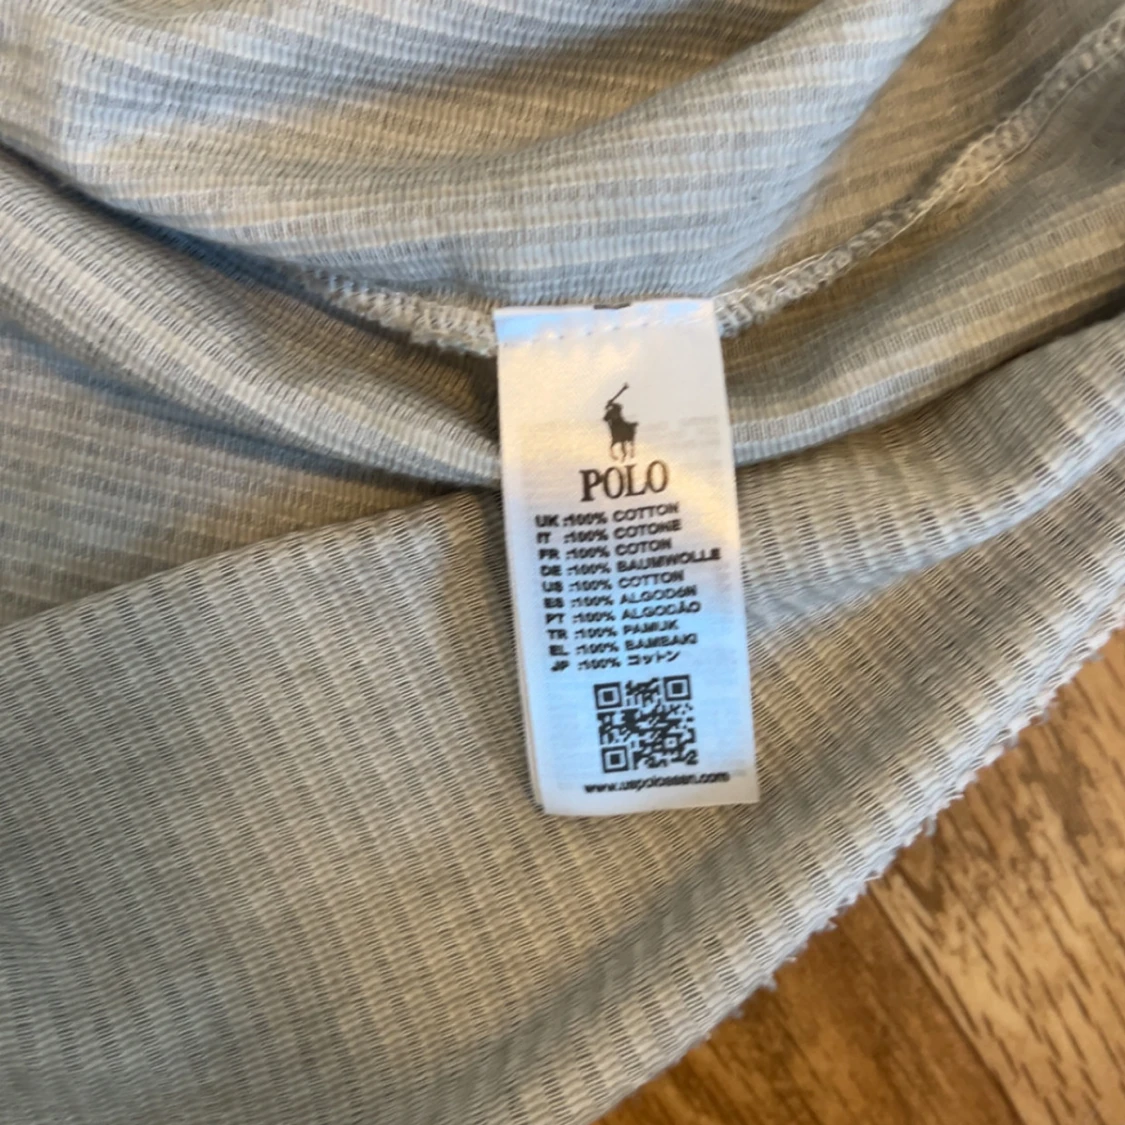 POLO
UK :100% COTTON
IT :100% COTONE
FR :100% COTON
DE :100% BAUMWOLLE
US :100% COTTON
ES :100% ALGODóN
PT :100% ALGODÃO
TR :100% PAMUK
EL :100% BAMBAKI
JP :100% コットン
www.uspoloassn.com